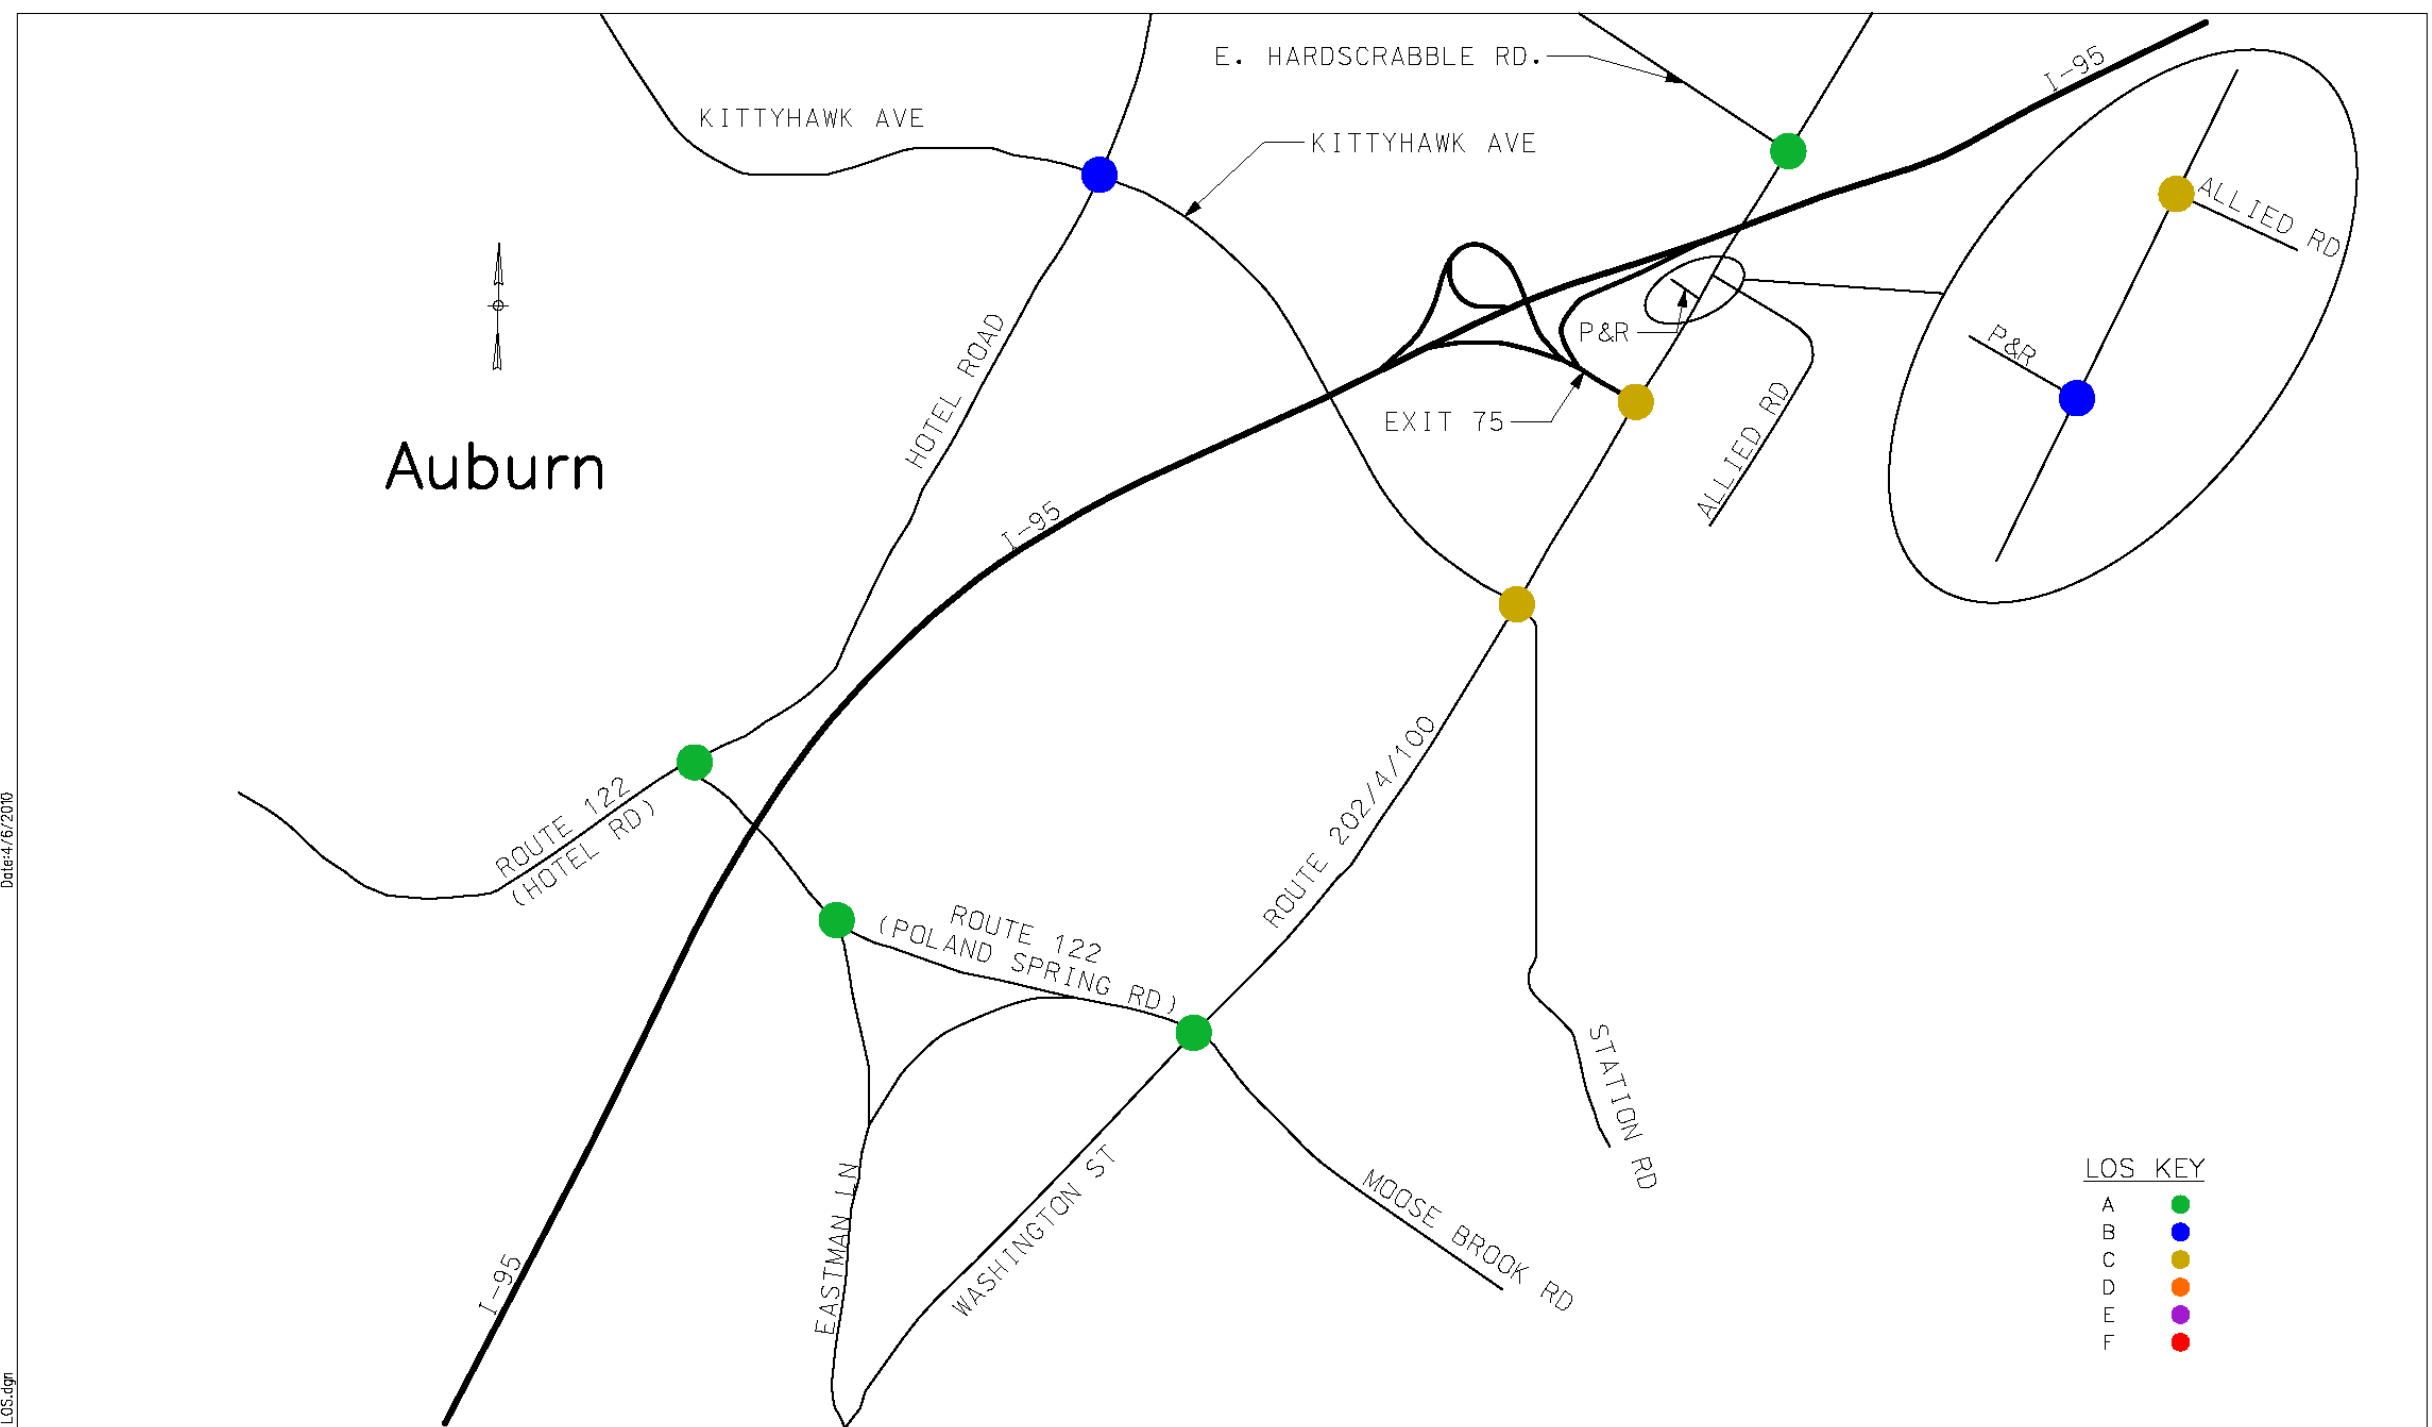 E. HARDSCRABBLE RD.
I-95
KITTYHAWK AVE
KITTYHAWK AVE
ALLIED RD
P&R
P&R
HOTEL ROAD
EXIT 75
ALLIED RD
Auburn
I-95
ROUTE 202/4/100
ROUTE 122
(HOTEL RD)
ROUTE 122
(POLAND SPRING RD)
STATION RD
MOOSE BROOK RD
WASHINGTON ST
EASTMAN LN
I-95
LOS KEY
A
B
C
D
E
F
Date:4/6/2010
LOS.dgn